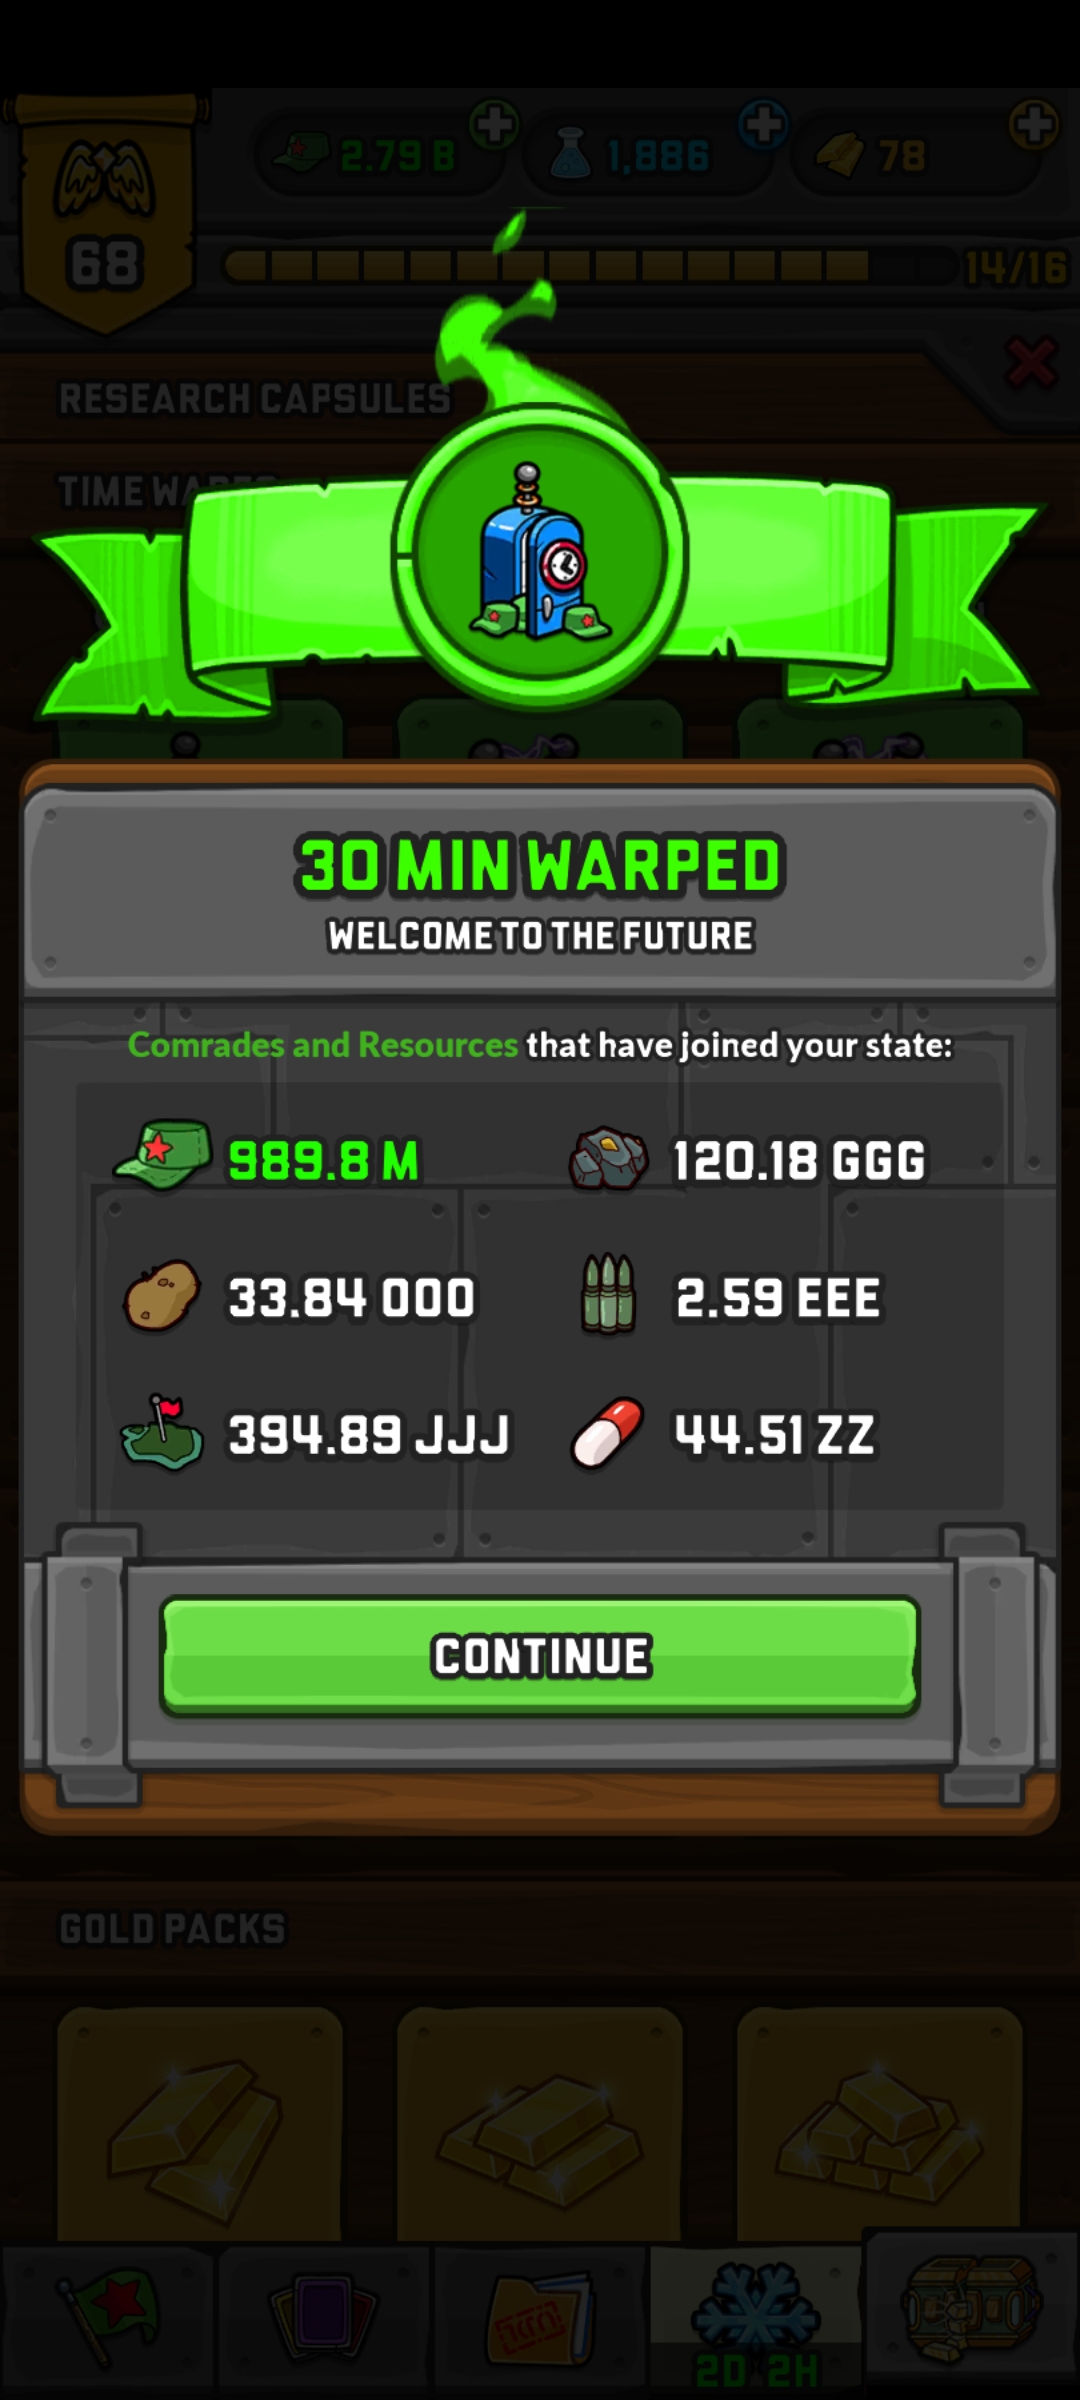 2.79 B
1,886
78
68
14/16
RESEARCH CAPSULES
30 MIN WARPED
WELCOME TO THE FUTURE
Comrades and Resources that have joined your state:
989.8 M
120.18 GGG
33.84 OOO
2.59 EEE
394.89 JJJ
44.51 ZZ
CONTINUE
GOLD PACKS
2D 2H